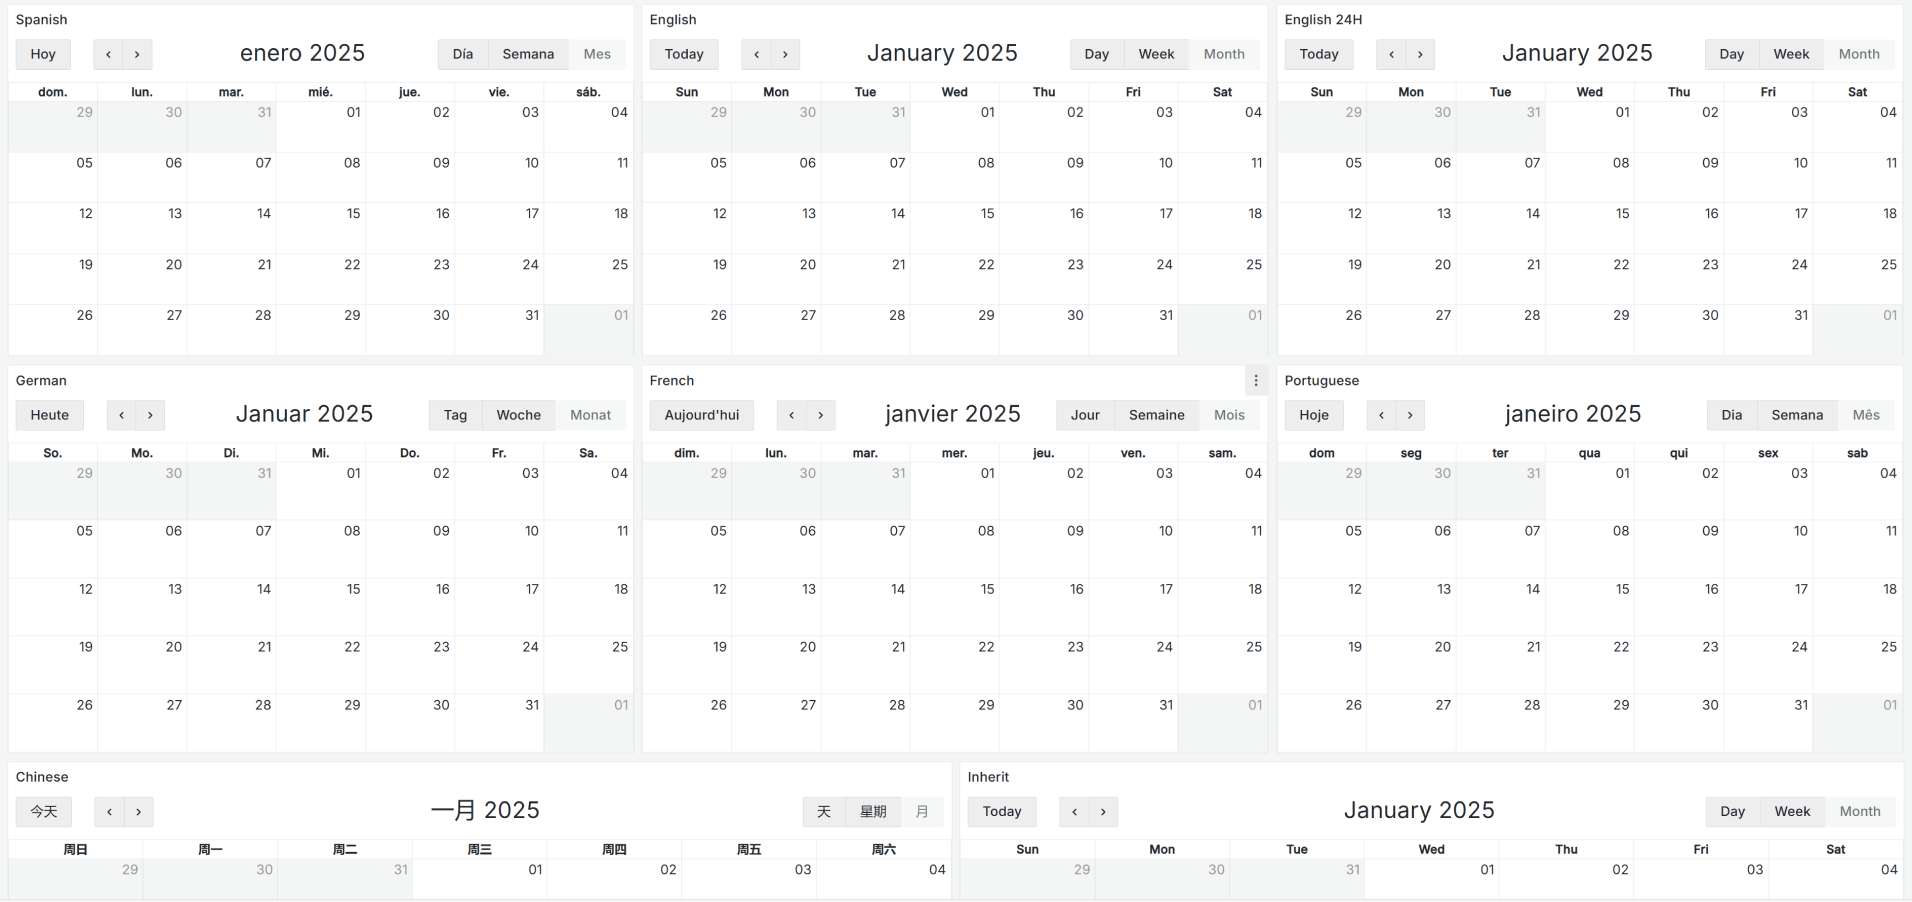 Spanish
Hoy ‹ › enero 2025 Día Semana Mes
dom. lun. mar. mié. jue. vie. sáb.
29 30 31 01 02 03 04
05 06 07 08 09 10 11
12 13 14 15 16 17 18
19 20 21 22 23 24 25
26 27 28 29 30 31 01
English
Today ‹ › January 2025 Day Week Month
Sun Mon Tue Wed Thu Fri Sat
29 30 31 01 02 03 04
05 06 07 08 09 10 11
12 13 14 15 16 17 18
19 20 21 22 23 24 25
26 27 28 29 30 31 01
English 24H
Today ‹ › January 2025 Day Week Month
Sun Mon Tue Wed Thu Fri Sat
29 30 31 01 02 03 04
05 06 07 08 09 10 11
12 13 14 15 16 17 18
19 20 21 22 23 24 25
26 27 28 29 30 31 01
German
Heute ‹ › Januar 2025 Tag Woche Monat
So. Mo. Di. Mi. Do. Fr. Sa.
29 30 31 01 02 03 04
05 06 07 08 09 10 11
12 13 14 15 16 17 18
19 20 21 22 23 24 25
26 27 28 29 30 31 01
French
Aujourd'hui ‹ › janvier 2025 Jour Semaine Mois
dim. lun. mar. mer. jeu. ven. sam.
29 30 31 01 02 03 04
05 06 07 08 09 10 11
12 13 14 15 16 17 18
19 20 21 22 23 24 25
26 27 28 29 30 31 01
Portuguese
Hoje ‹ › janeiro 2025 Dia Semana Mês
dom seg ter qua qui sex sab
29 30 31 01 02 03 04
05 06 07 08 09 10 11
12 13 14 15 16 17 18
19 20 21 22 23 24 25
26 27 28 29 30 31 01
Chinese
今天 ‹ › 一月 2025 天 星期 月
周日 周一 周二 周三 周四 周五 周六
29 30 31 01 02 03 04
Inherit
Today ‹ › January 2025 Day Week Month
Sun Mon Tue Wed Thu Fri Sat
29 30 31 01 02 03 04